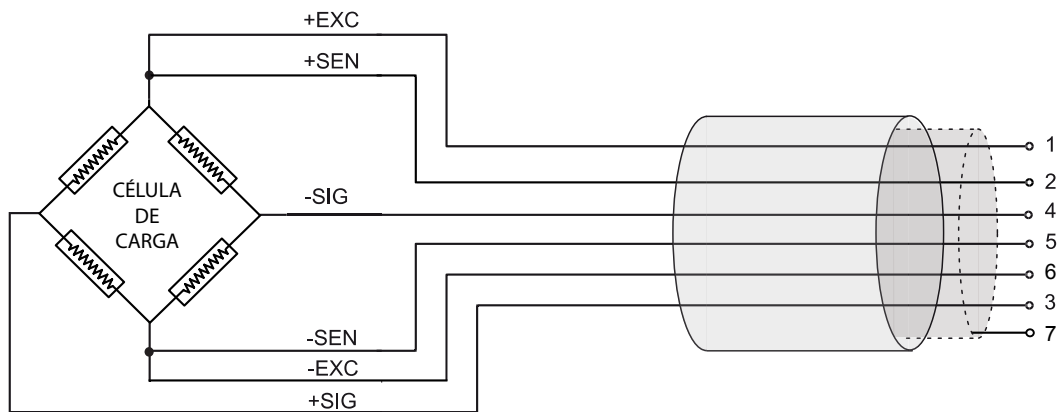 +EXC
+SEN
CÉLULA
DE
CARGA
-SIG
-SEN
-EXC
+SIG
1
2
4
5
6
3
7